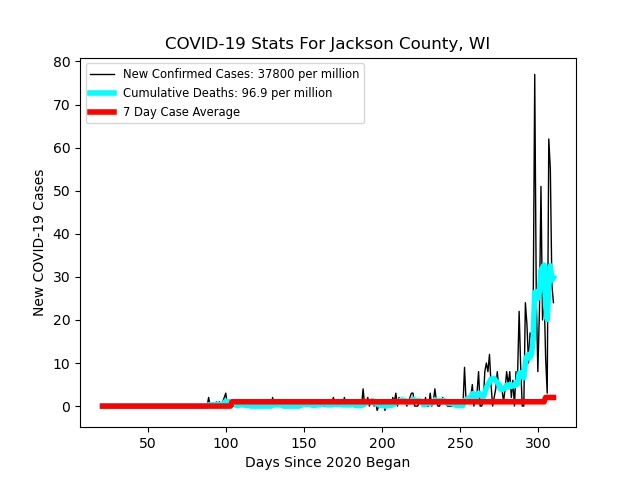 COVID-19 Stats For Jackson County, WI
New Confirmed Cases: 37800 per million
Cumulative Deaths: 96.9 per million
7 Day Case Average
New COVID-19 Cases
80
70
60
50
40
30
20
10
0
50 100 150 200 250 300
Days Since 2020 Began